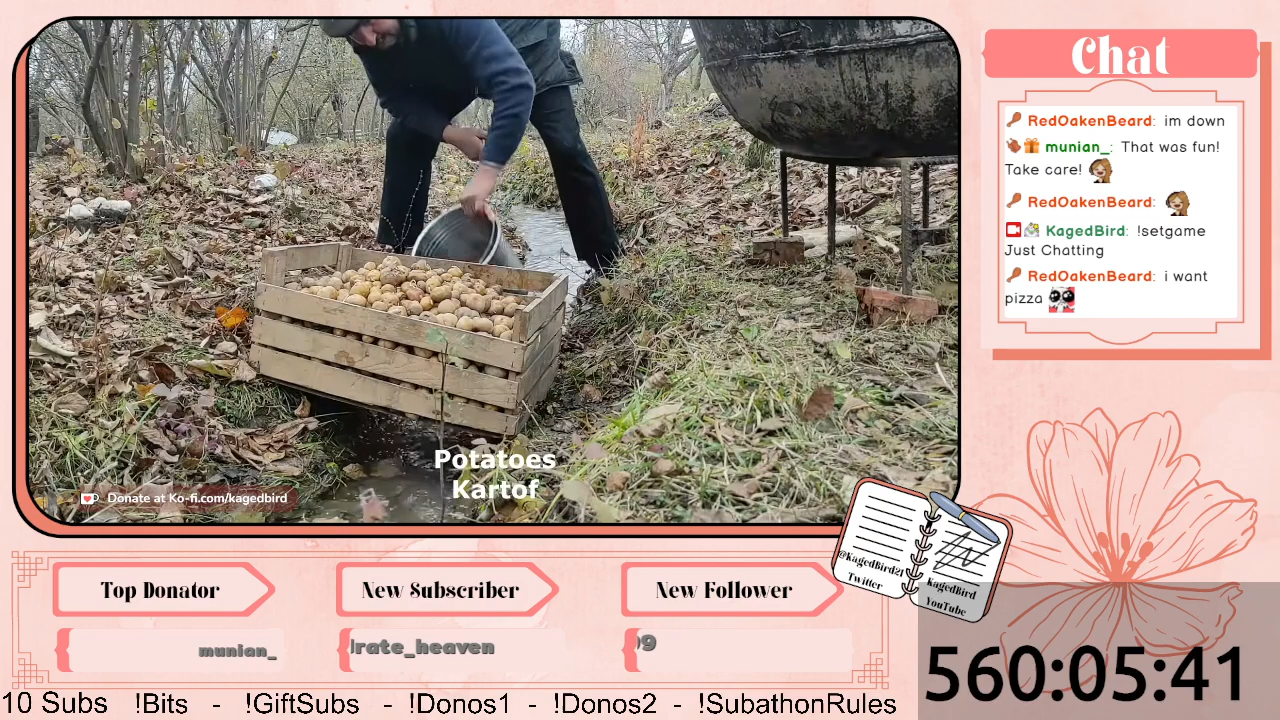 Chat
RedOakenBeard: im down
munian_: That was fun!
Take care!
RedOakenBeard:
KagedBird: !setgame
Just Chatting
RedOakenBeard: i want
pizza
Potatoes
Kartof
Donate at Ko-fi.com/kagedbird
@KagedBird21
Twitter
KagedBird
YouTube
Top Donator
New Subscriber
New Follower
munian_
rate_heaven
9
560:05:41
10 Subs !Bits - !GiftSubs - !Donos1 - !Donos2 - !SubathonRules